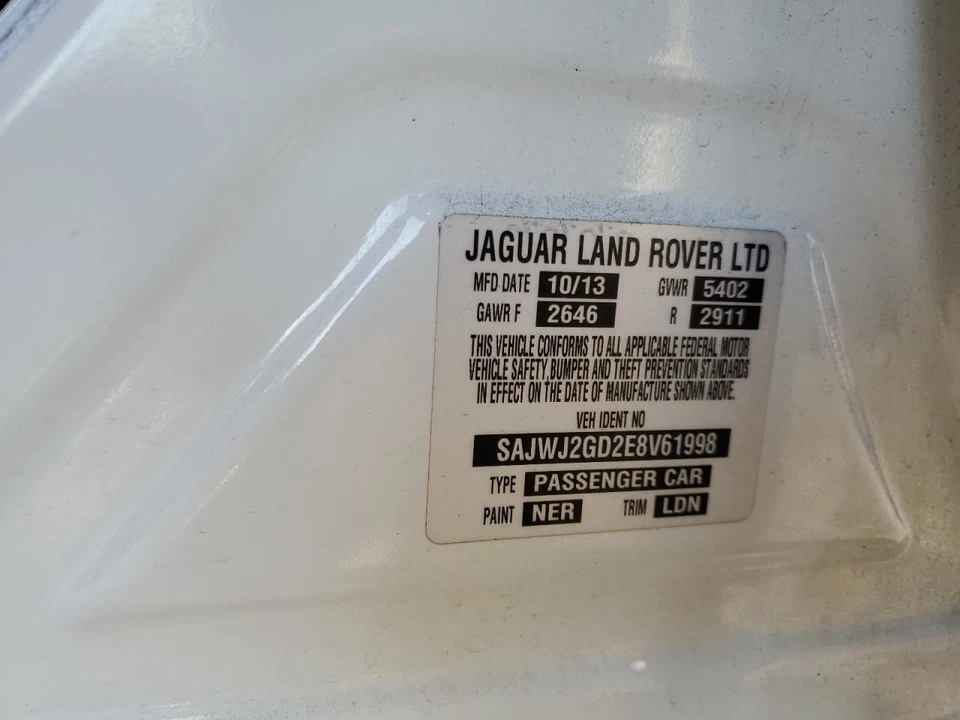 JAGUAR LAND ROVER LTD
MFD DATE 10/13 GVWR 5402
GAWR F 2646 R 2911
THIS VEHICLE CONFORMS TO ALL APPLICABLE FEDERAL MOTOR
VEHICLE SAFETY BUMPER AND THEFT PREVENTION STANDARDS
IN EFFECT ON THE DATE OF MANUFACTURE SHOWN ABOVE.
VEH IDENT NO
SAJWJ2GD2E8V61998
TYPE PASSENGER CAR
PAINT NER TRIM LDN